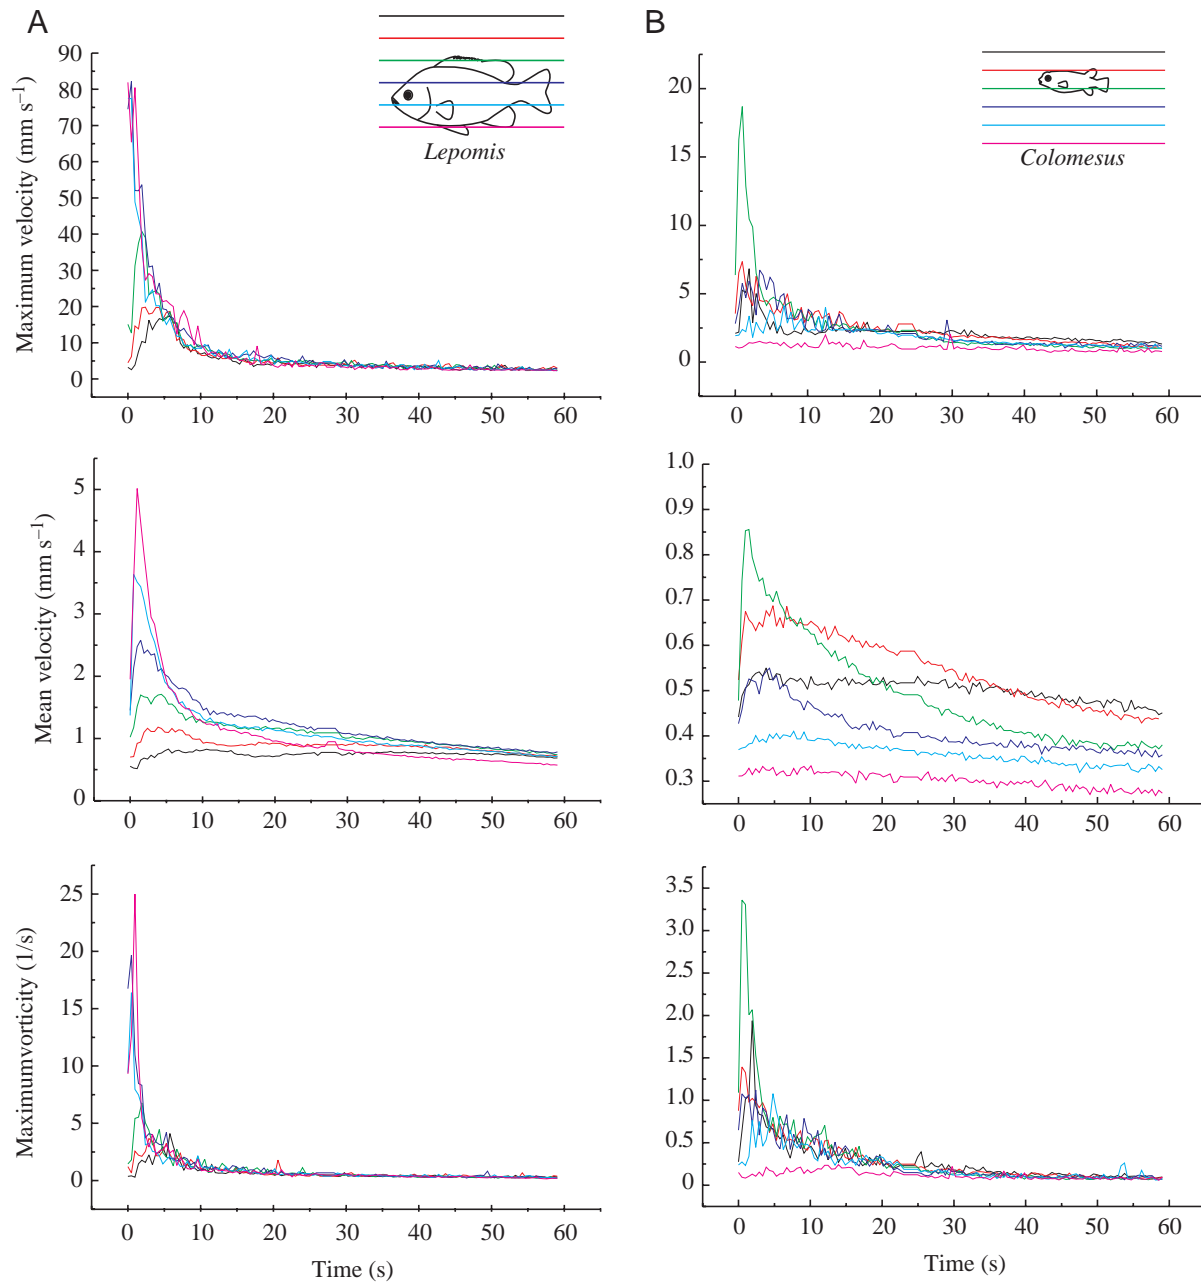 A
B
Lepomis
Colomesus
Maximum velocity (mm s⁻¹)
90
80
70
60
50
40
30
20
10
0
0 10 20 30 40 50 60
20
15
10
5
0
0 10 20 30 40 50 60
Mean velocity (mm s⁻¹)
5
4
3
2
1
0
0 10 20 30 40 50 60
1.0
0.9
0.8
0.7
0.6
0.5
0.4
0.3
0 10 20 30 40 50 60
Maximumvorticity (1/s)
25
20
15
10
5
0
0 10 20 30 40 50 60
Time (s)
3.5
3.0
2.5
2.0
1.5
1.0
0.5
0
0 10 20 30 40 50 60
Time (s)